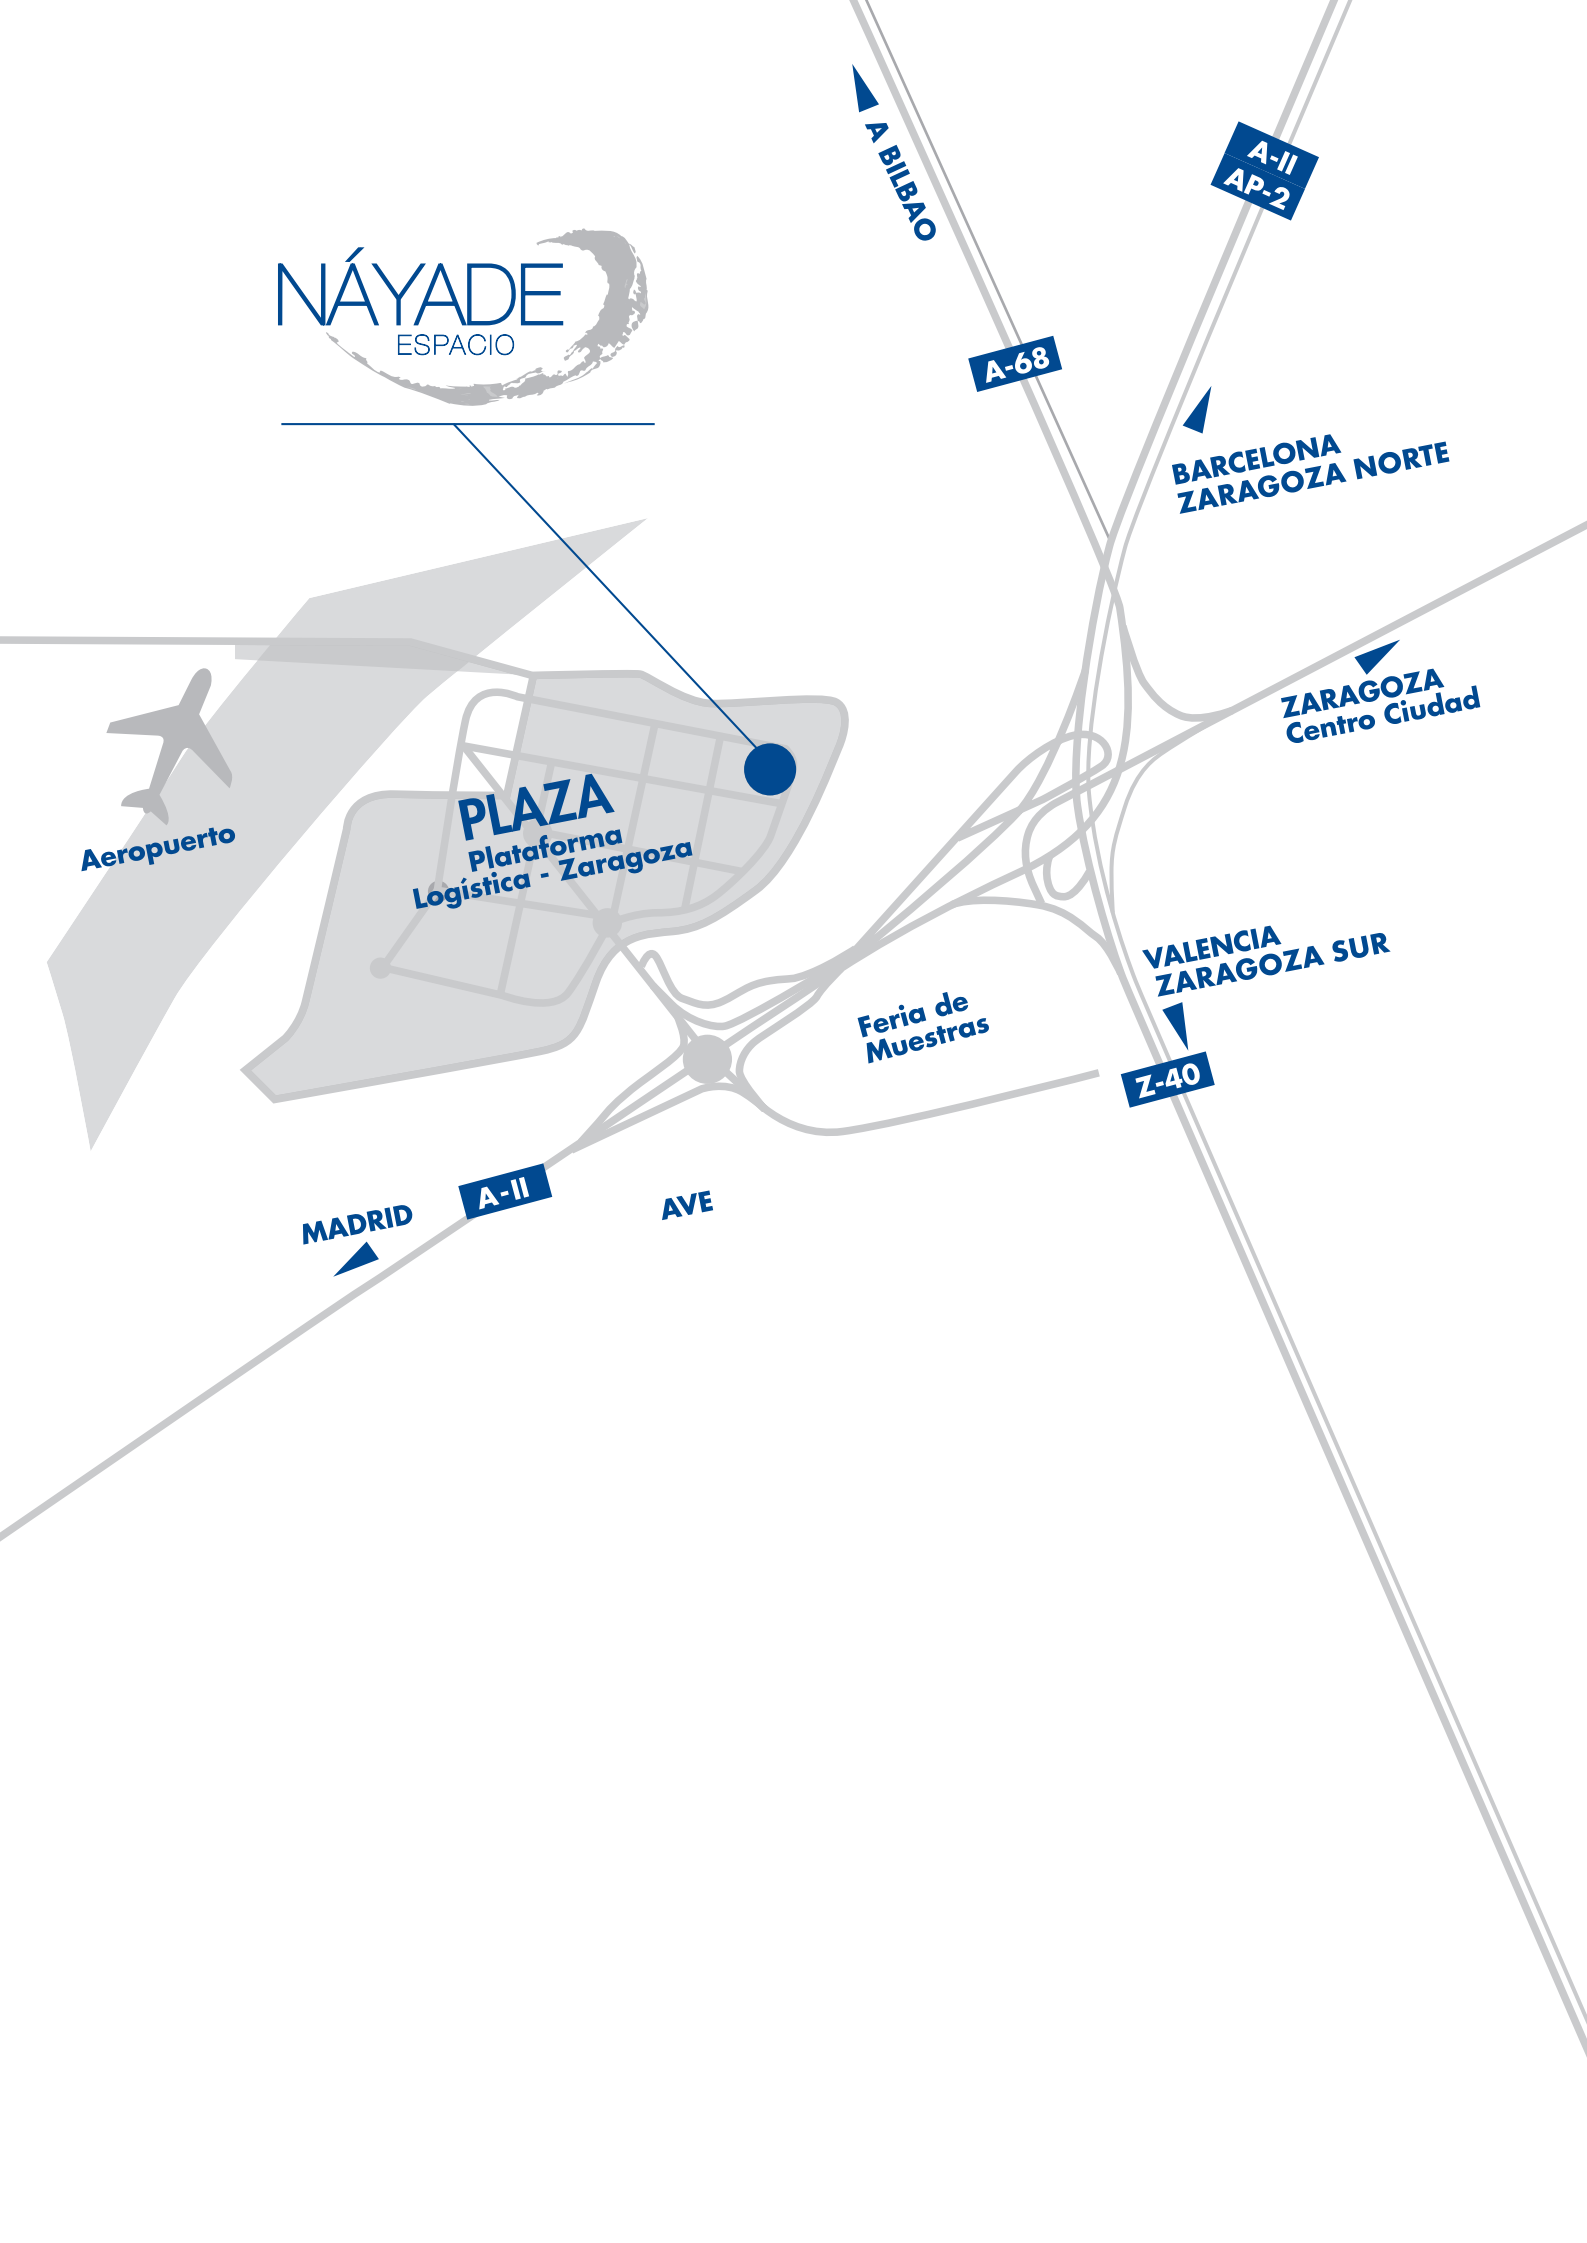 A BILBAO
A-II
AP-2
NÁYADE
ESPACIO
A-68
BARCELONA
ZARAGOZA NORTE
ZARAGOZA
Centro Ciudad
PLAZA
Plataforma
Logística - Zaragoza
Aeropuerto
VALENCIA
ZARAGOZA SUR
Feria de
Muestras
Z-40
A-II
MADRID
AVE